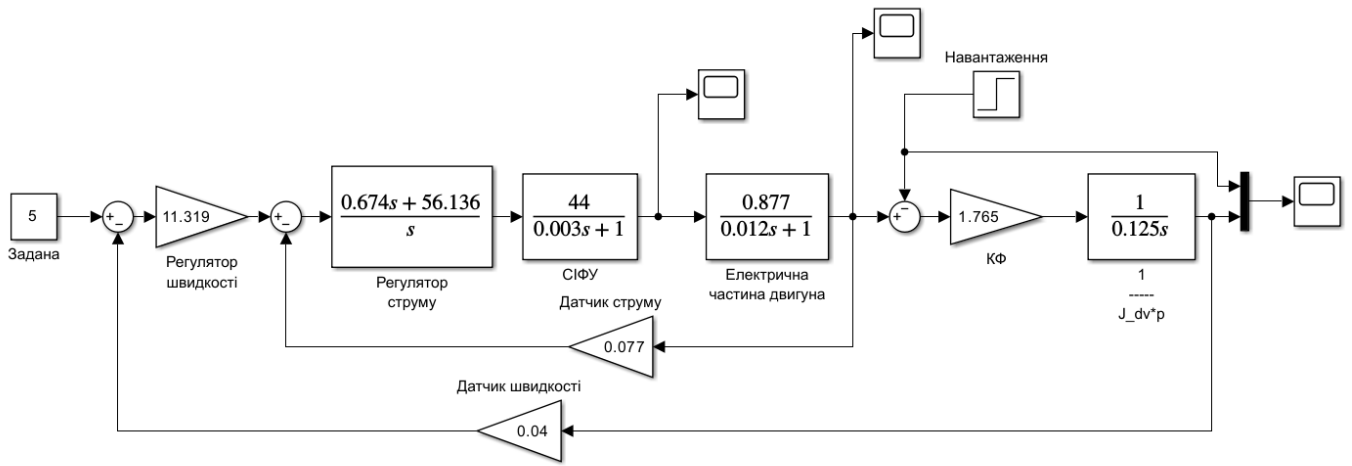 Навантаження
5
Задана
+
−
11.319
Регулятор
швидкості
+
−
0.674s + 56.136
s
Регулятор
струму
44
0.003s + 1
СІФУ
0.877
0.012s + 1
Електрична
частина двигуна
+
−
1.765
КФ
1
0.125s
1
-----
J_dv*p
Датчик струму
0.077
Датчик швидкості
0.04